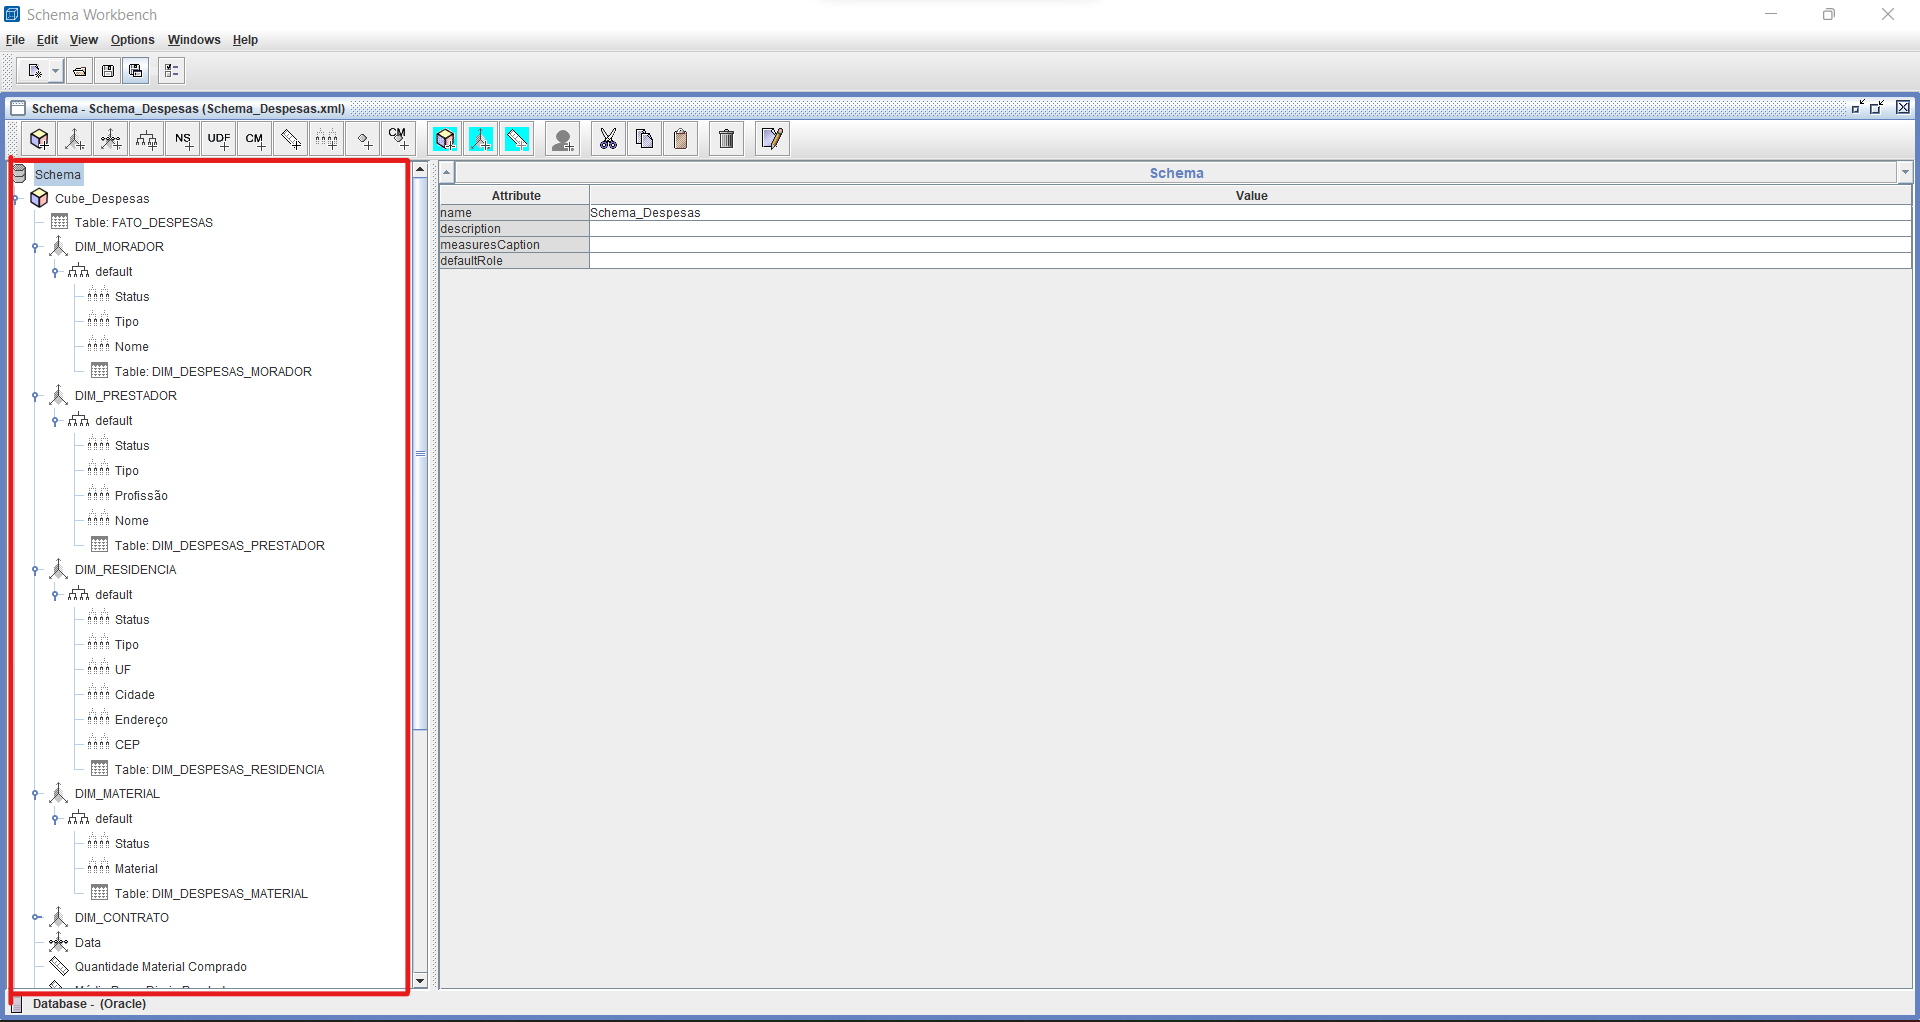 Schema Workbench
File Edit View Options Windows Help
Schema - Schema_Despesas (Schema_Despesas.xml)
NS UDF CM CM
Schema
Cube_Despesas
Table: FATO_DESPESAS
DIM_MORADOR
default
Status
Tipo
Nome
Table: DIM_DESPESAS_MORADOR
DIM_PRESTADOR
default
Status
Tipo
Profissão
Nome
Table: DIM_DESPESAS_PRESTADOR
DIM_RESIDENCIA
default
Status
Tipo
UF
Cidade
Endereço
CEP
Table: DIM_DESPESAS_RESIDENCIA
DIM_MATERIAL
default
Status
Material
Table: DIM_DESPESAS_MATERIAL
DIM_CONTRATO
Data
Quantidade Material Comprado
Schema
Attribute Value
name Schema_Despesas
description
measuresCaption
defaultRole
Database - (Oracle)